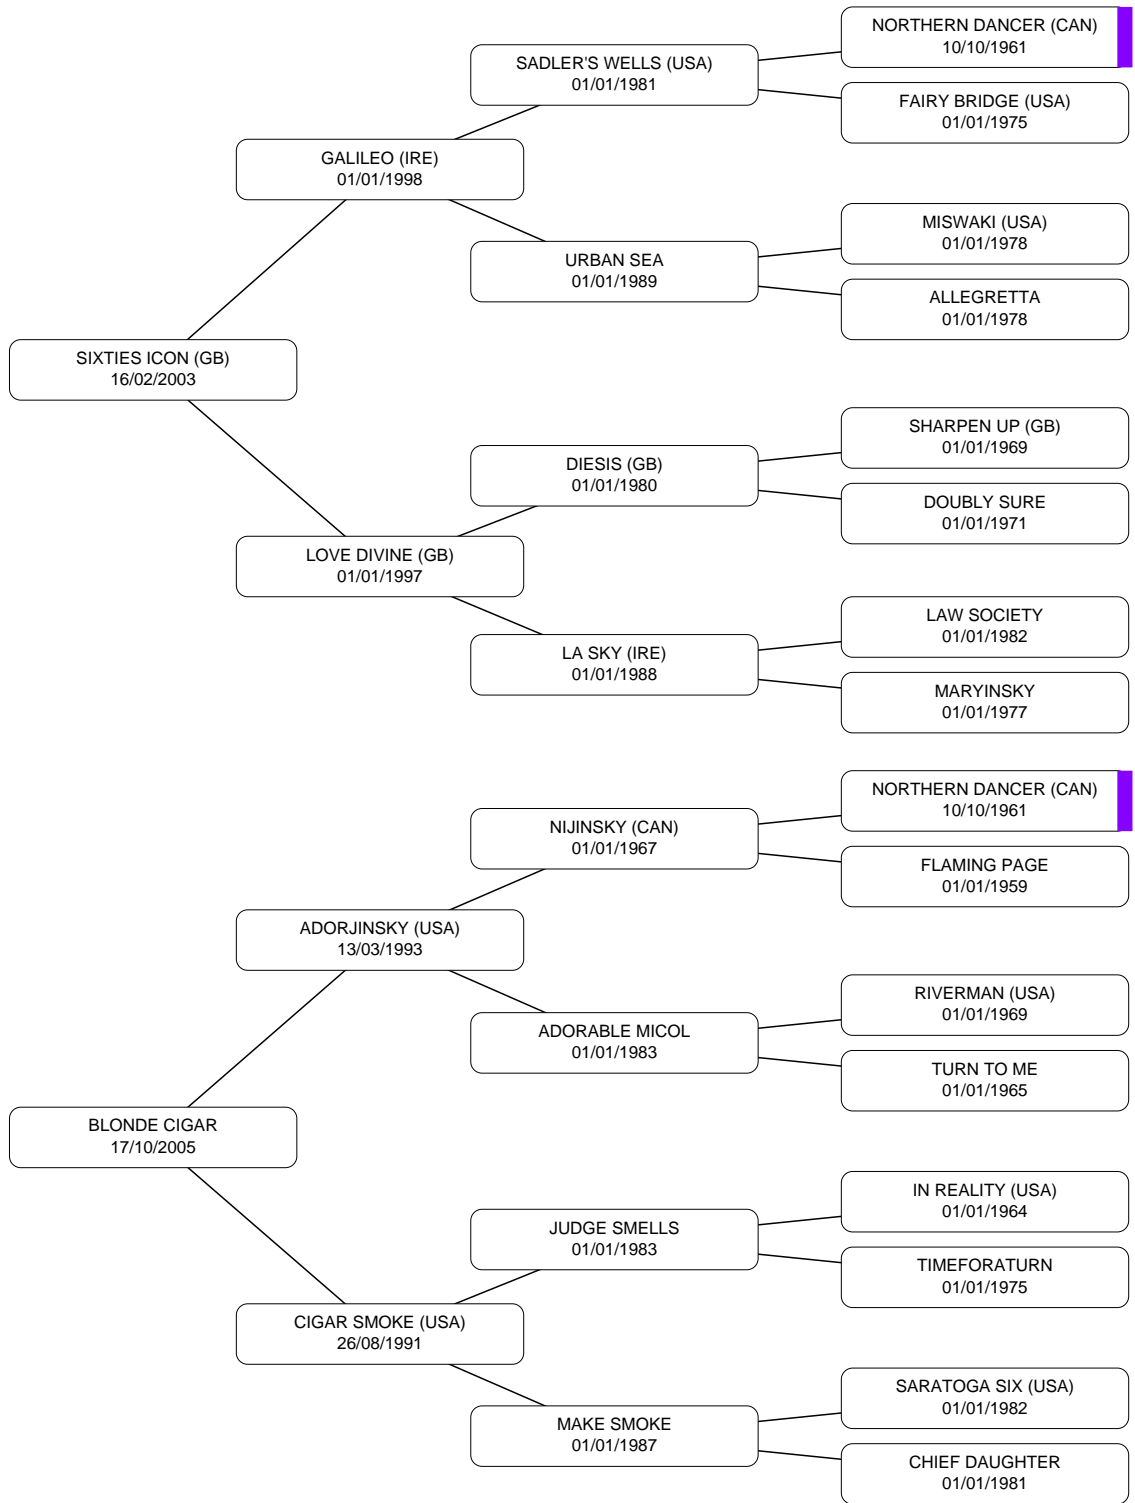 NORTHERN DANCER (CAN)
10/10/1961
SADLER'S WELLS (USA)
01/01/1981
FAIRY BRIDGE (USA)
01/01/1975
GALILEO (IRE)
01/01/1998
MISWAKI (USA)
01/01/1978
URBAN SEA
01/01/1989
ALLEGRETTA
01/01/1978
SIXTIES ICON (GB)
16/02/2003
SHARPEN UP (GB)
01/01/1969
DIESIS (GB)
01/01/1980
DOUBLY SURE
01/01/1971
LOVE DIVINE (GB)
01/01/1997
LAW SOCIETY
01/01/1982
LA SKY (IRE)
01/01/1988
MARYINSKY
01/01/1977
NORTHERN DANCER (CAN)
10/10/1961
NIJINSKY (CAN)
01/01/1967
FLAMING PAGE
01/01/1959
ADORJINSKY (USA)
13/03/1993
RIVERMAN (USA)
01/01/1969
ADORABLE MICOL
01/01/1983
TURN TO ME
01/01/1965
BLONDE CIGAR
17/10/2005
IN REALITY (USA)
01/01/1964
JUDGE SMELLS
01/01/1983
TIMEFORATURN
01/01/1975
CIGAR SMOKE (USA)
26/08/1991
SARATOGA SIX (USA)
01/01/1982
MAKE SMOKE
01/01/1987
CHIEF DAUGHTER
01/01/1981